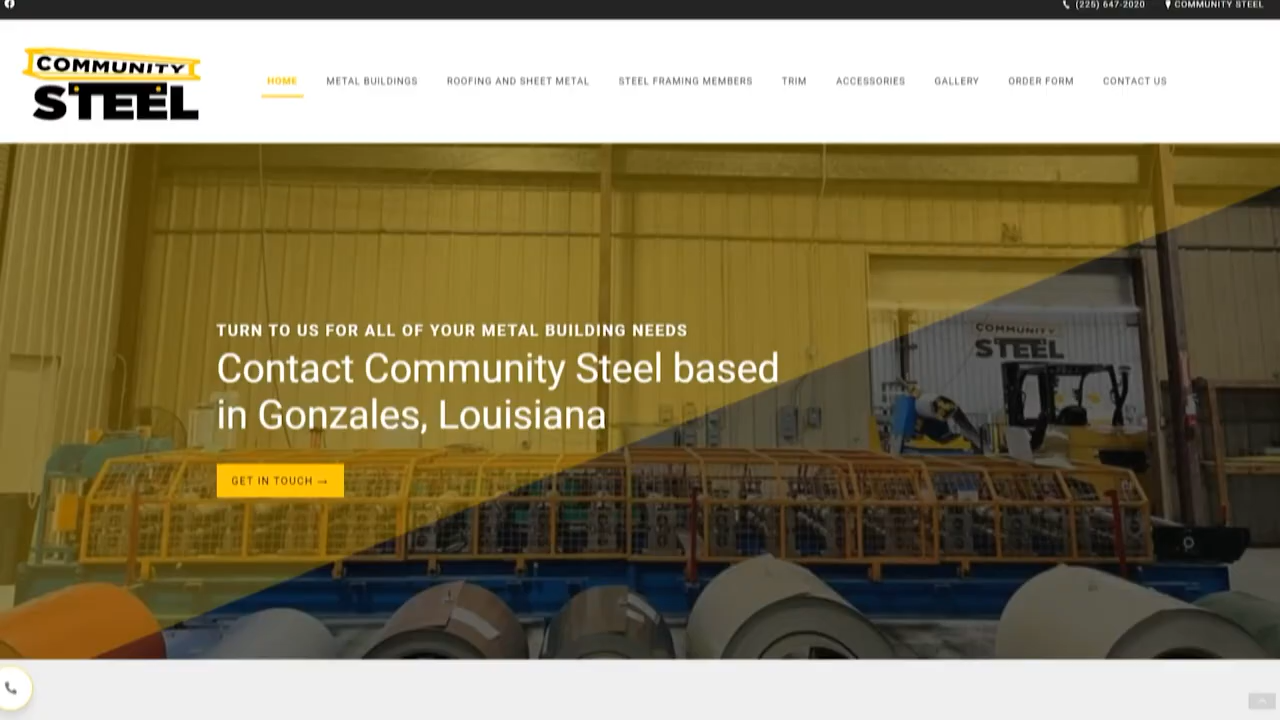 (225) 647-2020 COMMUNITY STEEL
COMMUNITY
STEEL
HOME METAL BUILDINGS ROOFING AND SHEET METAL STEEL FRAMING MEMBERS TRIM ACCESSORIES GALLERY ORDER FORM CONTACT US
COMMUNITY
STEEL
TURN TO US FOR ALL OF YOUR METAL BUILDING NEEDS
Contact Community Steel based
in Gonzales, Louisiana
GET IN TOUCH →